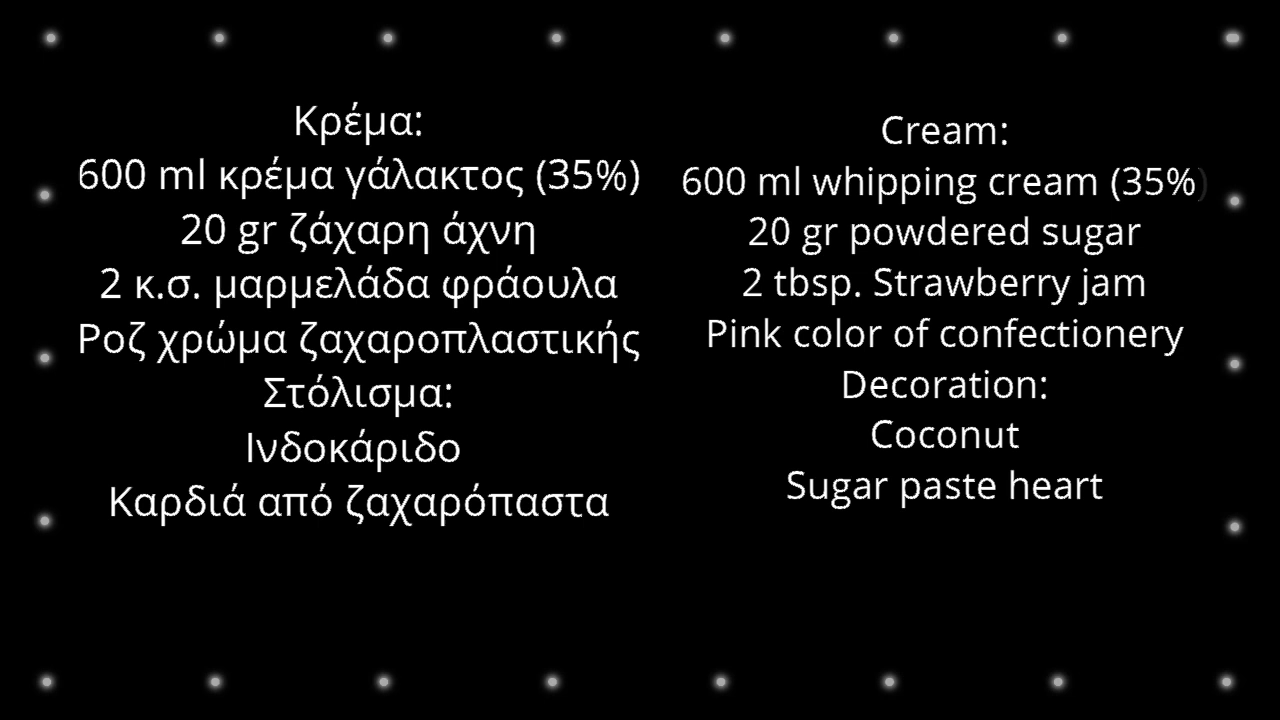 Κρέμα:
600 ml κρέμα γάλακτος (35%)
20 gr ζάχαρη άχνη
2 κ.σ. μαρμελάδα φράουλα
Ροζ χρώμα ζαχαροπλαστικής
Στόλισμα:
Ινδοκάριδο
Καρδιά από ζαχαρόπαστα
Cream:
600 ml whipping cream (35%)
20 gr powdered sugar
2 tbsp. Strawberry jam
Pink color of confectionery
Decoration:
Coconut
Sugar paste heart